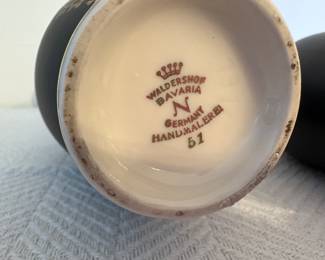 WALDERSHOF
BAVARIA
N
GERMANY
HANDMALEREI
51